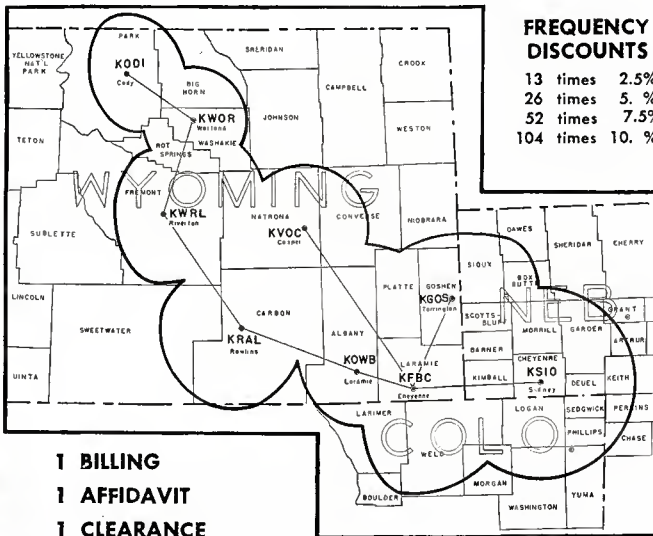 FREQUENCY
DISCOUNTS
13 times 2.5%
26 times 5. %
52 times 7.5%
104 times 10. %
YELLOWSTONE
NAT'L
PARK
PARK
KODI
Cody
BIG
HORN
SHERIDAN
CROOK
CAMPBELL
JOHNSON
WESTON
KWOR
Worland
TETON
HOT
SPRINGS
WASHAKIE
WYOMING
FREMONT
KWRL
Riverton
SUBLETTE
NATRONA
KVOC
Casper
CONVERSE
NIOBRARA
LINCOLN
SWEETWATER
UINTA
CARBON
KRAL
Rawlins
ALBANY
KOWB
Laramie
PLATTE
GOSHEN
KGOS
Torrington
LARAMIE
KFBC
Cheyenne
SIOUX
DAWES
SHERIDAN
CHERRY
BOX
BUTTE
NEB
SCOTTS-
BLUFF
MORRILL
GARDEN
GRANT
ARTHUR
BANNER
KIMBALL
CHEYENNE
KSID
Sidney
DEUEL
KEITH
LARIMER
COLO
WELD
LOGAN
SEDGWICK
PERKINS
PHILLIPS
CHASE
BOULDER
MORGAN
WASHINGTON
YUMA
1 BILLING
1 AFFIDAVIT
1 CLEARANCE